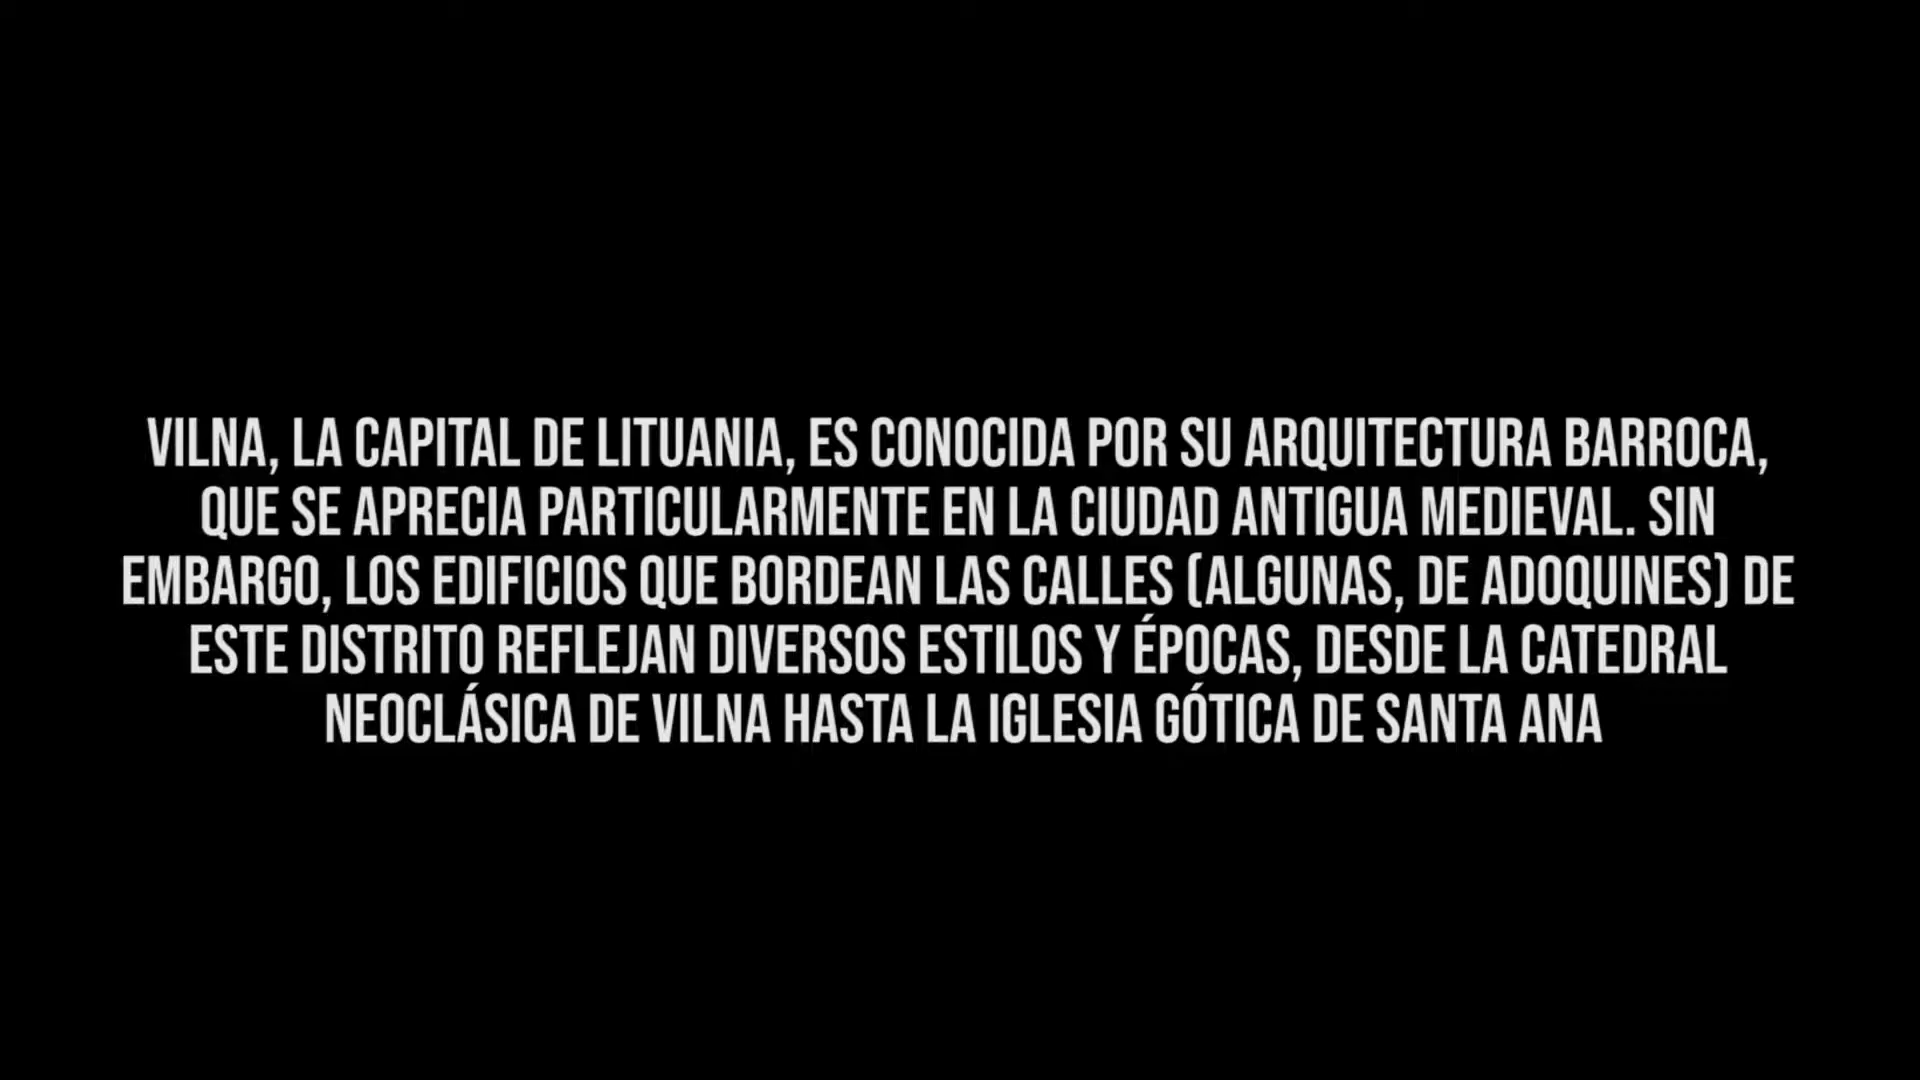 VILNA, LA CAPITAL DE LITUANIA, ES CONOCIDA POR SU ARQUITECTURA BARROCA,
QUE SE APRECIA PARTICULARMENTE EN LA CIUDAD ANTIGUA MEDIEVAL. SIN
EMBARGO, LOS EDIFICIOS QUE BORDEAN LAS CALLES (ALGUNAS, DE ADOQUINES) DE
ESTE DISTRITO REFLEJAN DIVERSOS ESTILOS Y ÉPOCAS, DESDE LA CATEDRAL
NEOCLÁSICA DE VILNA HASTA LA IGLESIA GÓTICA DE SANTA ANA